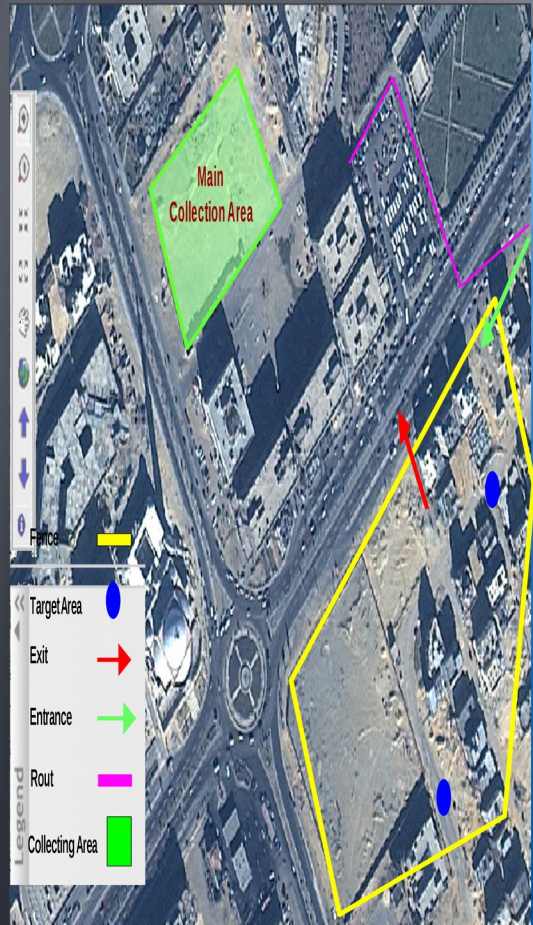 Main
Collection Area
Fence
Target Area
Exit
Entrance
Rout
Collecting Area
Legend